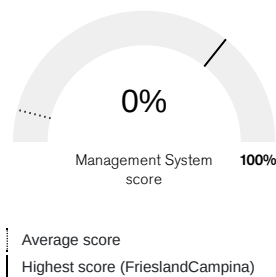 0%
Management System
score
100%
Average score
Highest score (FrieslandCampina)